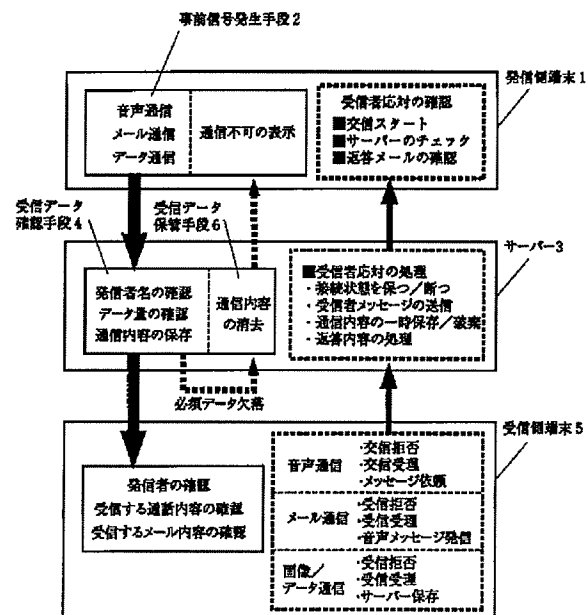 事前信号発生手段2
発信側端末1
音声通信
メール通信
データ通信
通信不可の表示
受信者応対の確認
■交信スタート
■サーバーのチェック
■返答メールの確認
受信データ
確認手段4
受信データ
保管手段6
サーバー3
発信者名の確認
データ量の確認
通信内容の保存
通信内容
の消去
■受信者応対の処理
・接続状態を保つ/断つ
・受信者メッセージの送信
・通信内容の一時保存/破棄
・返答内容の処理
必須データ欠落
受信側端末5
発信者の確認
受信する通話内容の確認
受信するメール内容の確認
音声通信
・交信拒否
・交信受理
・メッセージ依頼
メール通信
・受信拒否
・受信受理
・音声メッセージ発信
画像/
データ通信
・受信拒否
・受信受理
・サーバー保存